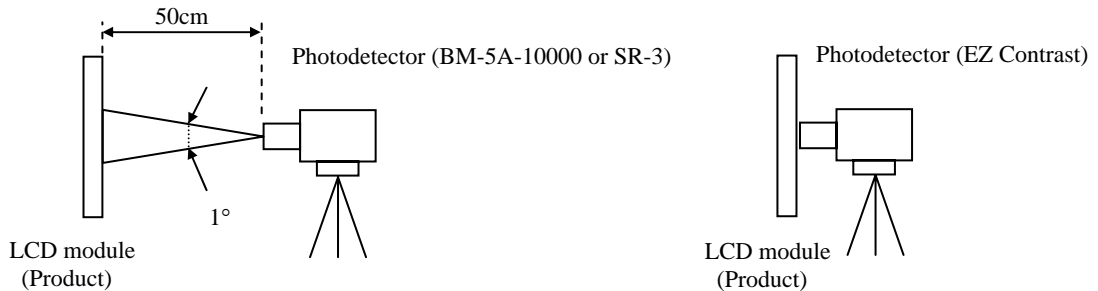 50cm
Photodetector (BM-5A-10000 or SR-3)
1°
LCD module
(Product)
Photodetector (EZ Contrast)
LCD module
(Product)